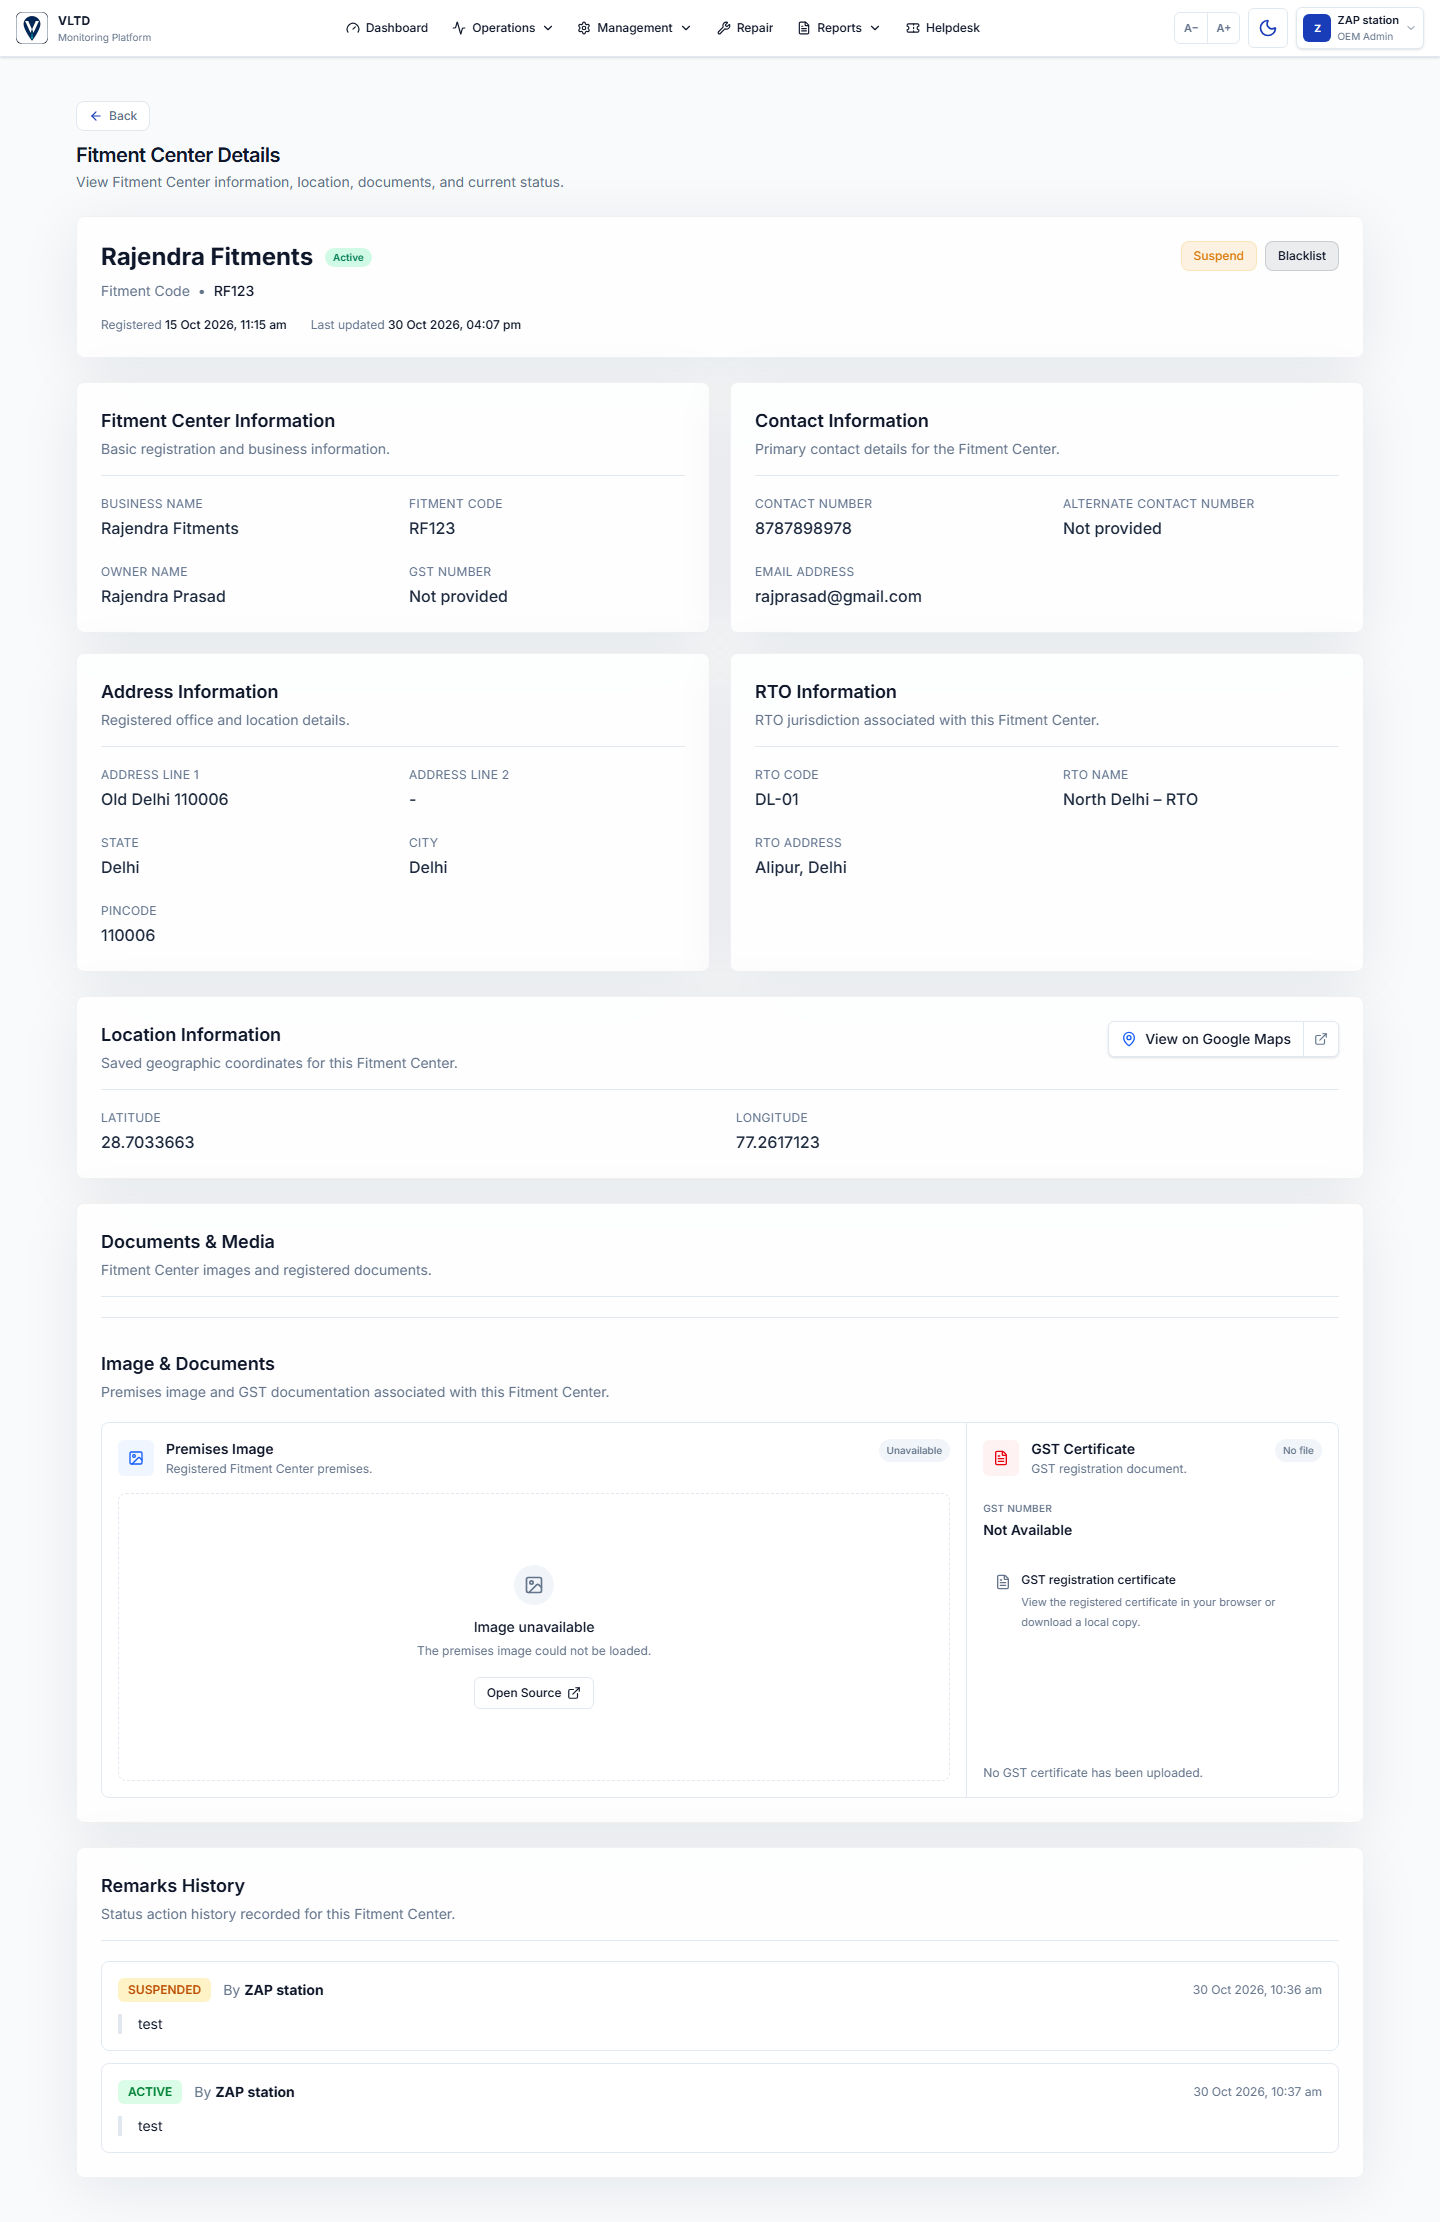 VLTD
Monitoring Platform
Dashboard
Operations
Management
Repair
Reports
Helpdesk
A−
A+
Z
ZAP station
OEM Admin
Back
Fitment Center Details
View Fitment Center information, location, documents, and current status.
Rajendra Fitments
Active
Suspend
Blacklist
Fitment Code • RF123
Registered 15 Oct 2026, 11:15 am
Last updated 30 Oct 2026, 04:07 pm
Fitment Center Information
Basic registration and business information.
BUSINESS NAME
Rajendra Fitments
FITMENT CODE
RF123
OWNER NAME
Rajendra Prasad
GST NUMBER
Not provided
Contact Information
Primary contact details for the Fitment Center.
CONTACT NUMBER
8787898978
ALTERNATE CONTACT NUMBER
Not provided
EMAIL ADDRESS
rajprasad@gmail.com
Address Information
Registered office and location details.
ADDRESS LINE 1
Old Delhi 110006
ADDRESS LINE 2
-
STATE
Delhi
CITY
Delhi
PINCODE
110006
RTO Information
RTO jurisdiction associated with this Fitment Center.
RTO CODE
DL-01
RTO NAME
North Delhi – RTO
RTO ADDRESS
Alipur, Delhi
Location Information
Saved geographic coordinates for this Fitment Center.
View on Google Maps
LATITUDE
28.7033663
LONGITUDE
77.2617123
Documents & Media
Fitment Center images and registered documents.
Image & Documents
Premises image and GST documentation associated with this Fitment Center.
Premises Image
Registered Fitment Center premises.
Unavailable
Image unavailable
The premises image could not be loaded.
Open Source
GST Certificate
GST registration document.
No file
GST NUMBER
Not Available
GST registration certificate
View the registered certificate in your browser or
download a local copy.
No GST certificate has been uploaded.
Remarks History
Status action history recorded for this Fitment Center.
SUSPENDED
By ZAP station
30 Oct 2026, 10:36 am
test
ACTIVE
By ZAP station
30 Oct 2026, 10:37 am
test